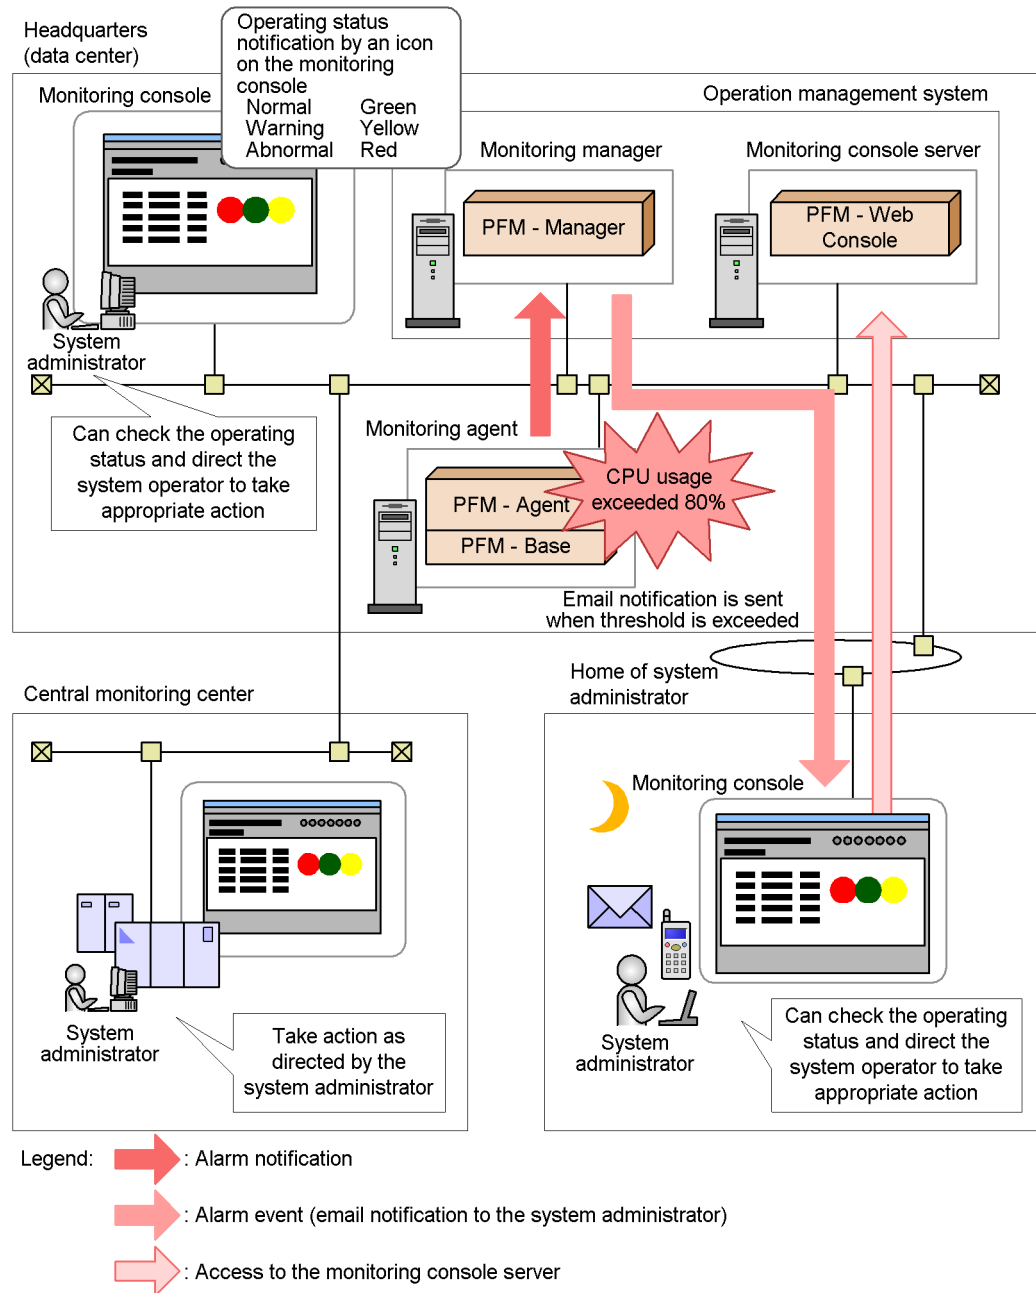 Headquarters
(data center)
Operating status
notification by an icon
on the monitoring
console
Normal Green
Warning Yellow
Abnormal Red
Monitoring console
Operation management system
Monitoring manager
Monitoring console server
PFM - Manager
PFM - Web
Console
System
administrator
Can check the operating
status and direct the
system operator to take
appropriate action
Monitoring agent
PFM - Agent
PFM - Base
CPU usage
exceeded 80%
Email notification is sent
when threshold is exceeded
Home of system
administrator
Central monitoring center
Monitoring console
System
administrator
Take action as
directed by the
system administrator
System
administrator
Can check the operating
status and direct the
system operator to take
appropriate action
Legend:
: Alarm notification
: Alarm event (email notification to the system administrator)
: Access to the monitoring console server